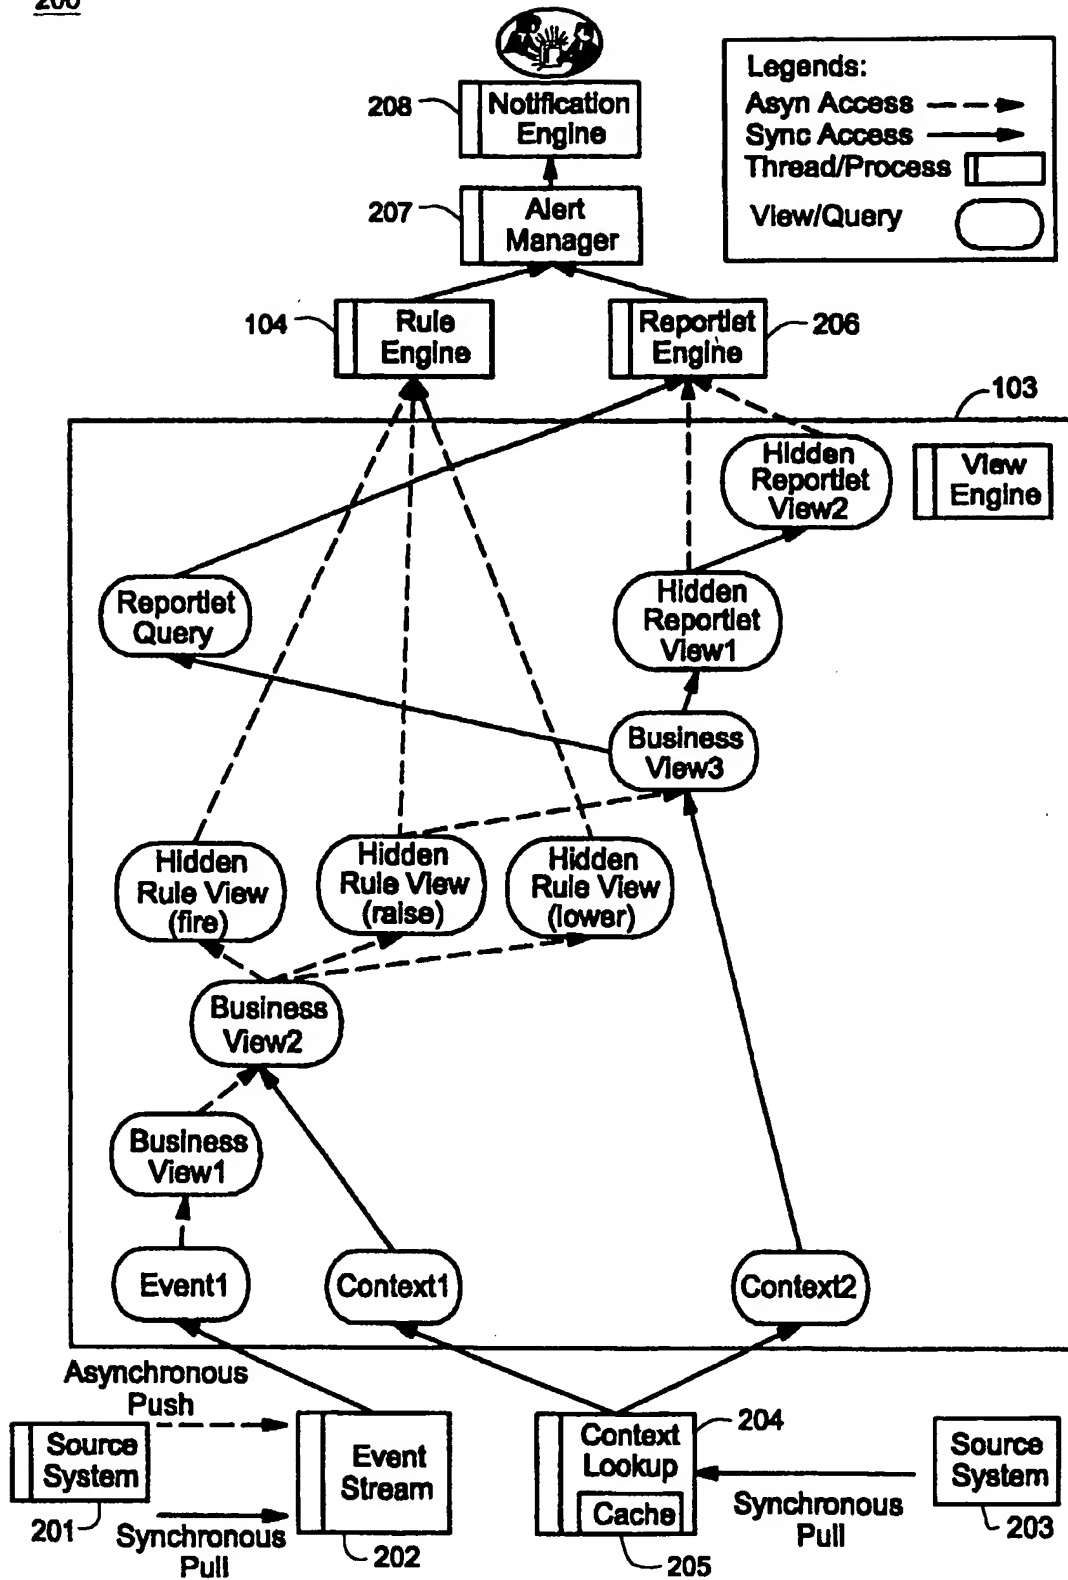 200
208
Notification
Engine
Legends:
Asyn Access
Sync Access
Thread/Process
View/Query
207
Alert
Manager
104
Rule
Engine
Reportlet
Engine
206
103
Hidden
Reportlet
View2
View
Engine
Reportlet
Query
Hidden
Reportlet
View1
Business
View3
Hidden
Rule View
(fire)
Hidden
Rule View
(raise)
Hidden
Rule View
(lower)
Business
View2
Business
View1
Event1
Context1
Context2
Asynchronous
Push
Source
System
201
Synchronous
Pull
Event
Stream
202
Context
Lookup
Cache
204
205
Synchronous
Pull
Source
System
203